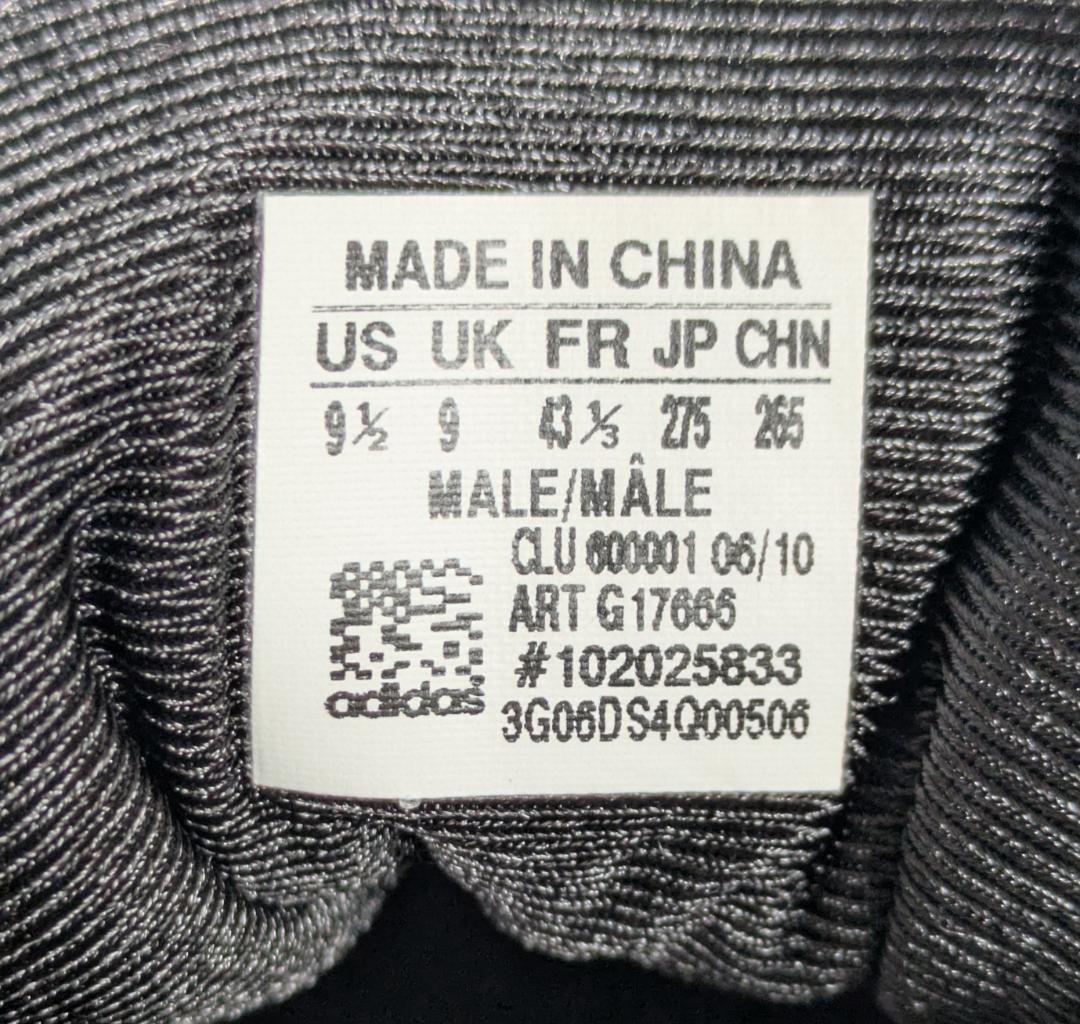 MADE IN CHINA
US UK FR JP CHN
9½ 9 43⅓ 275 265
MALE/MÂLE
CLU 600001 06/10
ART G17666
#102025833
3G06DS4Q00506
adidas